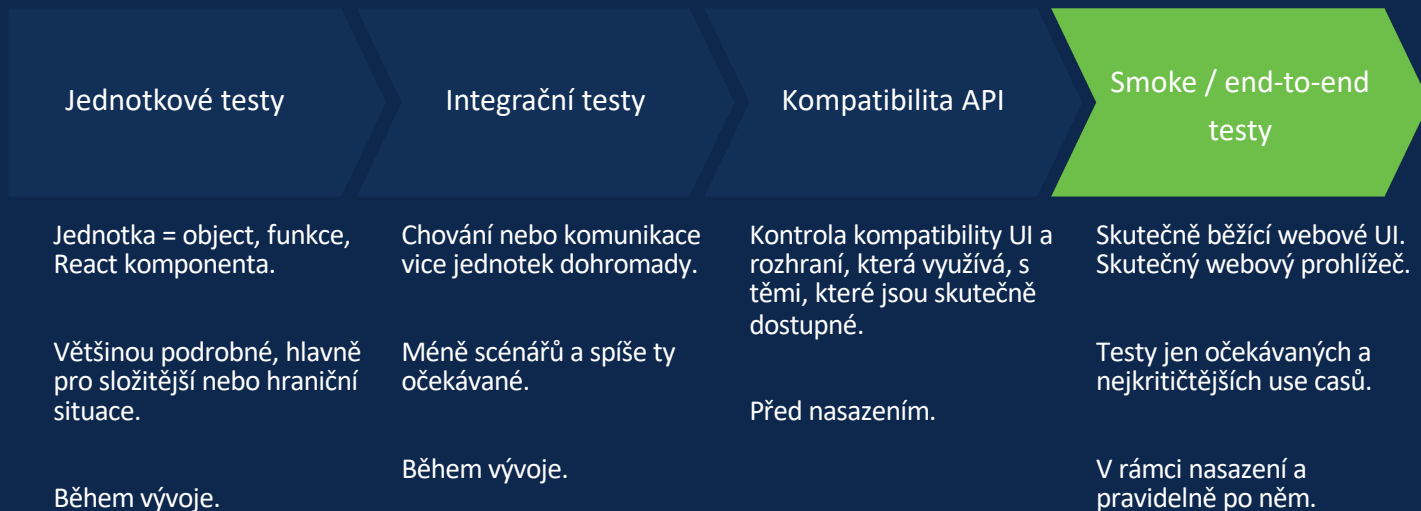 Jednotkové testy
Integrační testy
Kompatibilita API
Smoke / end-to-end
testy
Jednotka = object, funkce,
React komponenta.
Většinou podrobné, hlavně
pro složitější nebo hraniční
situace.
Během vývoje.
Chování nebo komunikace
vice jednotek dohromady.
Méně scénářů a spíše ty
očekávané.
Během vývoje.
Kontrola kompatibility UI a
rozhraní, která využívá, s
těmi, které jsou skutečně
dostupné.
Před nasazením.
Skutečně běžící webové UI.
Skutečný webový prohlížeč.
Testy jen očekávaných a
nejkritičtějších use casů.
V rámci nasazení a
pravidelně po něm.